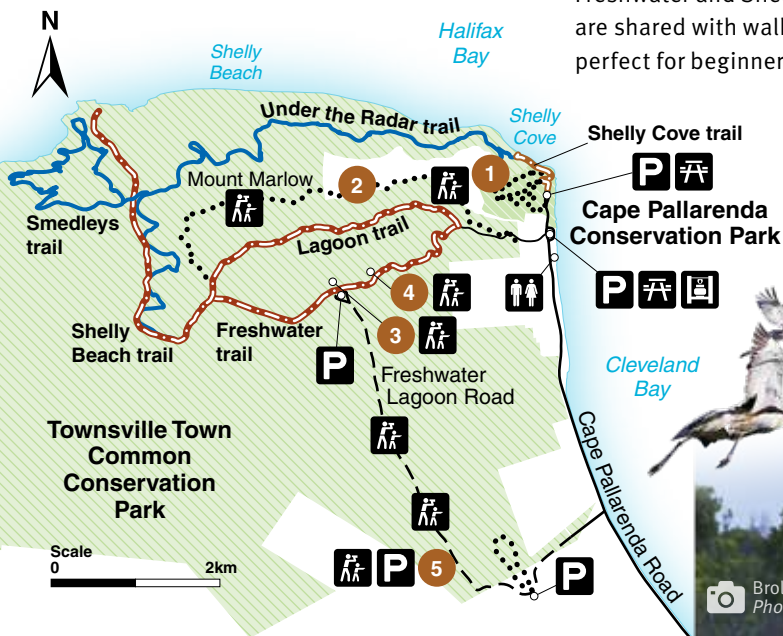 Freshwater and She
are shared with walk
perfect for beginner
N
Halifax
Bay
Shelly
Beach
Shelly
Cove
Under the Radar trail
Shelly Cove trail
1
P
2
Mount Marlow
Cape Pallarenda
Conservation Park
Smedleys
trail
Lagoon trail
4
P
3
Shelly
Beach trail
Freshwater
trail
P
Freshwater
Lagoon Road
Cleveland
Bay
Townsville Town
Common
Conservation
Park
Cape Pallarenda Road
Scale
0 2km
P 5
P
Brol
Pho